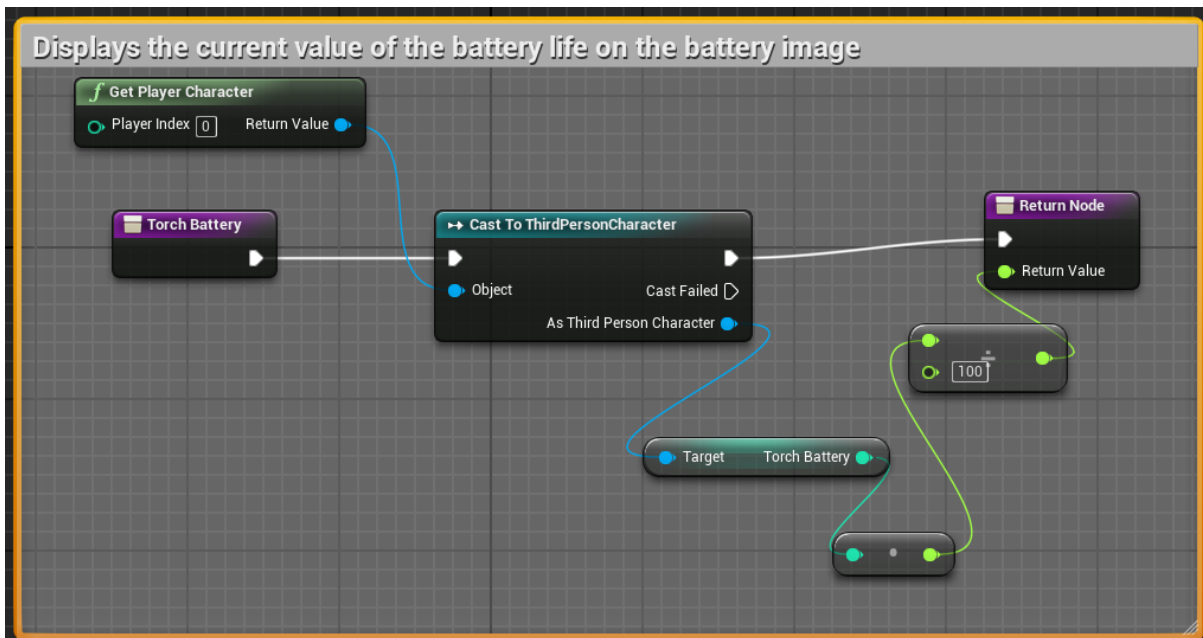 Displays the current value of the battery life on the battery image
f Get Player Character
Player Index 0 Return Value
Torch Battery
Cast To ThirdPersonCharacter
Object
Cast Failed
As Third Person Character
Return Node
Return Value
÷
100
Target Torch Battery